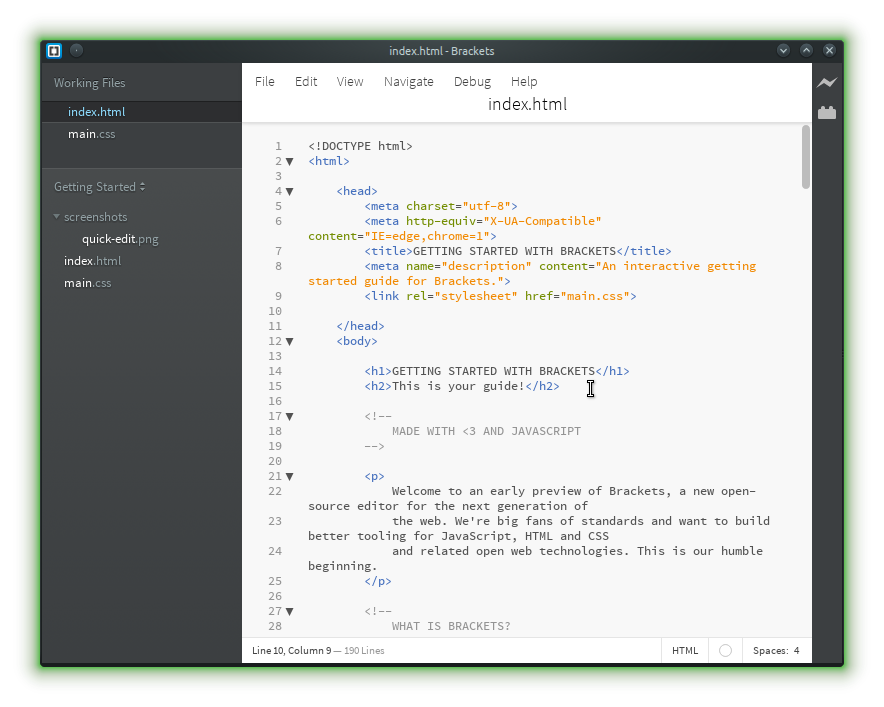 index.html - Brackets
Working Files
index.html
main.css
Getting Started
screenshots
quick-edit.png
index.html
main.css
File Edit View Navigate Debug Help
index.html
1 <!DOCTYPE html>
2 <html>
3
4 <head>
5 <meta charset="utf-8">
6 <meta http-equiv="X-UA-Compatible"
content="IE=edge,chrome=1">
7 <title>GETTING STARTED WITH BRACKETS</title>
8 <meta name="description" content="An interactive getting
started guide for Brackets.">
9 <link rel="stylesheet" href="main.css">
10
11 </head>
12 <body>
13
14 <h1>GETTING STARTED WITH BRACKETS</h1>
15 <h2>This is your guide!</h2>
16
17 <!--
18 MADE WITH <3 AND JAVASCRIPT
19 -->
20
21 <p>
22 Welcome to an early preview of Brackets, a new open-
source editor for the next generation of
23 the web. We're big fans of standards and want to build
better tooling for JavaScript, HTML and CSS
24 and related open web technologies. This is our humble
beginning.
25 </p>
26
27 <!--
28 WHAT IS BRACKETS?
Line 10, Column 9 — 190 Lines
HTML
Spaces: 4